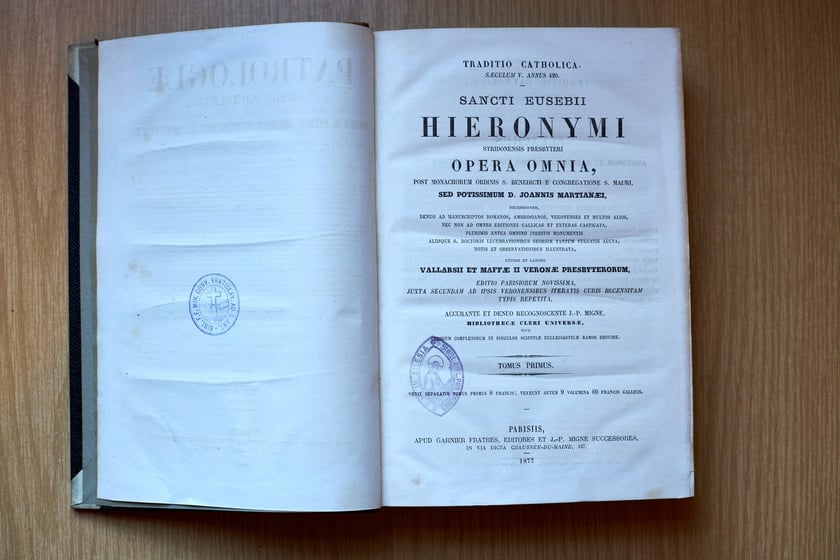 TRADITIO CATHOLICA.
SÆCULUM V. ANNUS 420.
SANCTI EUSEBII
HIERONYMI
STRIDONENSIS PRESBYTERI
OPERA OMNIA,
POST MONACHORUM ORDINIS S. BENEDICTI E CONGREGATIONE S. MAURI,
SED POTISSIMUM D. JOANNIS MARTIANÆI,
RECENSIONEM,
DENUO AD MANUSCRIPTOS ROMANOS, AMBROSIANOS, VERONENSES ET MULTOS ALIOS,
NEC NON AD OMNES EDITIONES GALLICAS ET EXTERAS CASTIGATA,
PLURIMIS ANTEA OMNINO INEDITIS MONUMENTIS
ALIISQUE S. DOCTORIS LUCUBRATIONIBUS SEORSIM TANTUM VULGATIS AUCTA,
NOTIS ET OBSERVATIONIBUS ILLUSTRATA,
STUDIO ET LABORE
VALLARSII ET MAFFÆ II VERONÆ PRESBYTERORUM,
EDITIO PARISIORUM NOVISSIMA,
JUXTA SECUNDAM AB IPSIS VERONENSIBUS ITERATIS CURIS RECENSITAM
TYPIS REPETITA,
ACCURANTE ET DENUO RECOGNOSCENTE J.-P. MIGNE,
BIBLIOTHECÆ CLERI UNIVERSÆ,
SIVE
CURSUUM COMPLETORUM IN SINGULOS SCIENTIÆ ECCLESIASTICÆ RAMOS EDITORE.
TOMUS PRIMUS.
VENIT SEPARATIM TOMUS PRIMUS 8 FRANCIS; VENEUNT AUTEM 9 VOLUMINA 60 FRANCIS GALLICIS.
PARISIIS,
APUD GARNIER FRATRES, EDITORES ET J.-P. MIGNE SUCCESSORES,
IN VIA DICTA CHAUSSÉE-DU-MAINE, 127.
1877